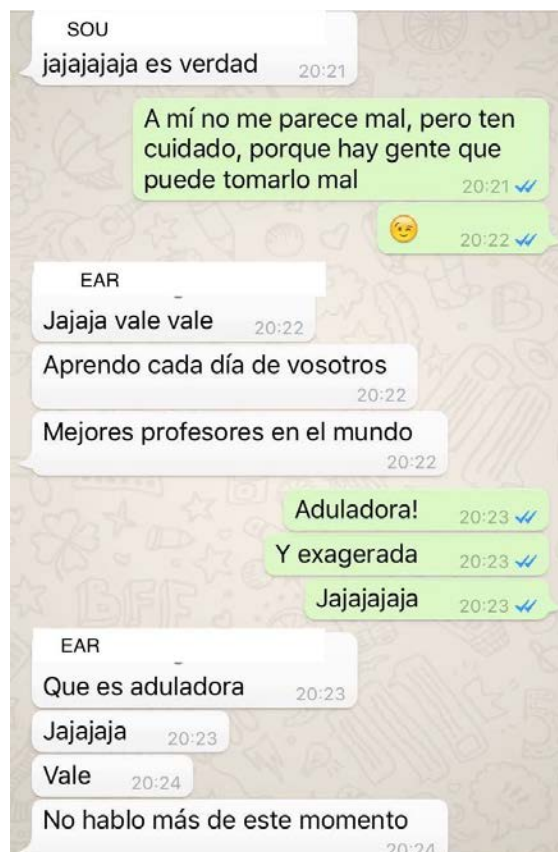 SOU
jajajajaja es verdad 20:21
A mí no me parece mal, pero ten
cuidado, porque hay gente que
puede tomarlo mal 20:21
20:22
EAR
Jajaja vale vale 20:22
Aprendo cada día de vosotros
20:22
Mejores profesores en el mundo
20:22
Aduladora! 20:23
Y exagerada 20:23
Jajajajaja 20:23
EAR
Que es aduladora 20:23
Jajajaja 20:23
Vale 20:24
No hablo más de este momento
20:24